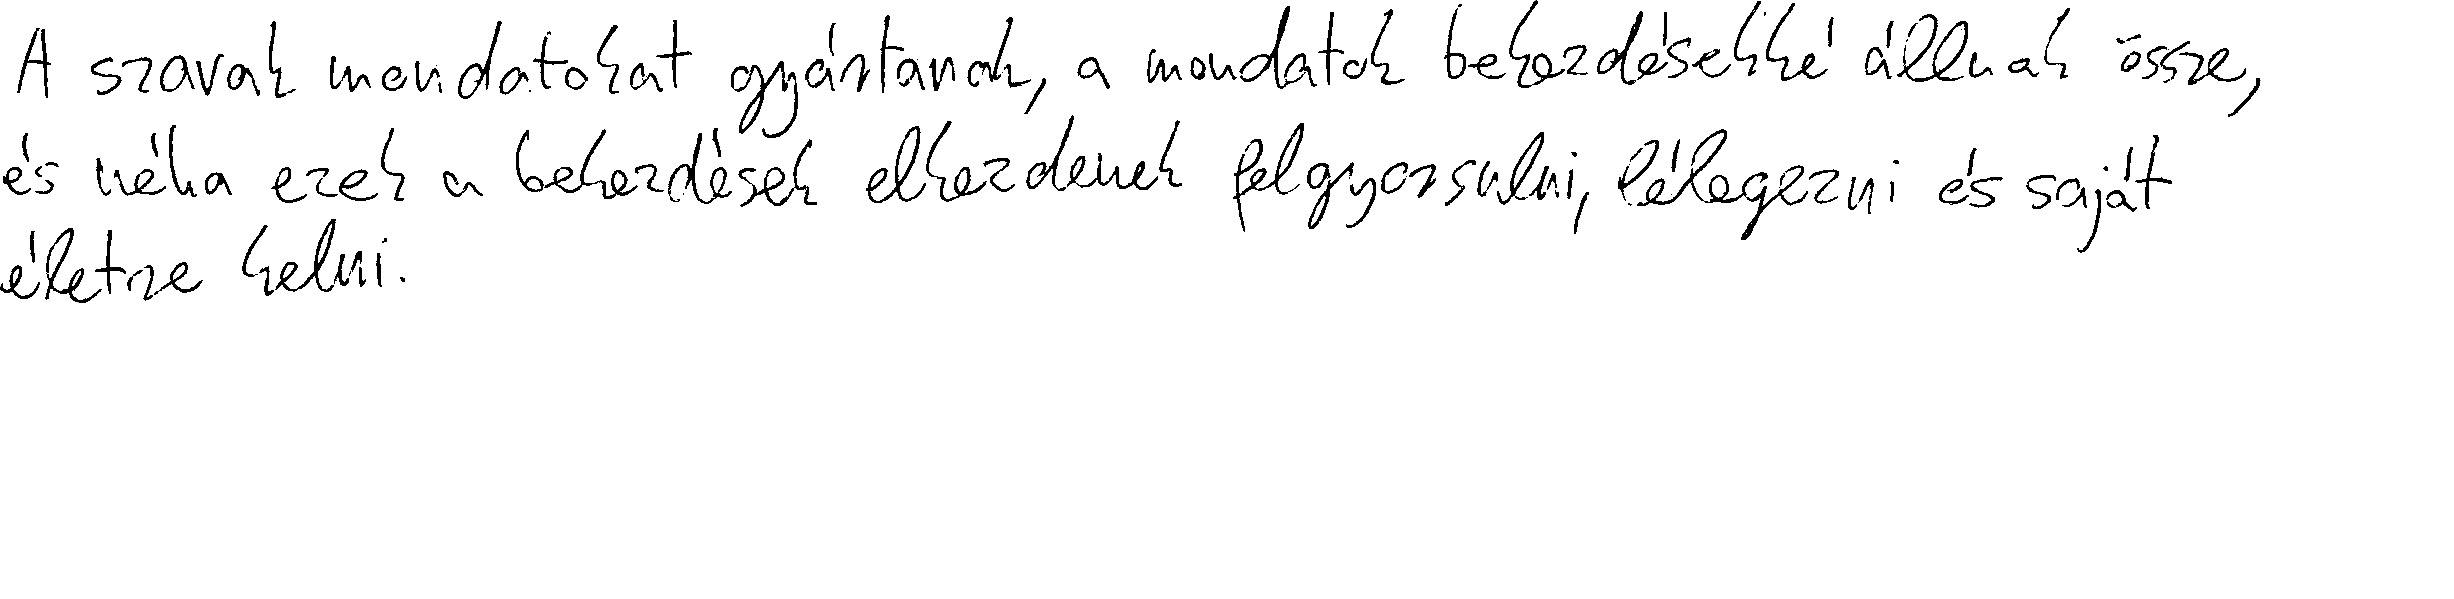 A szavak mondatokat gyártanak, a mondatok bekezdésekké állnak össze,
és néha ezek a bekezdések elkezdenek felgyorsulni, lélegezni és saját
életre kelni.